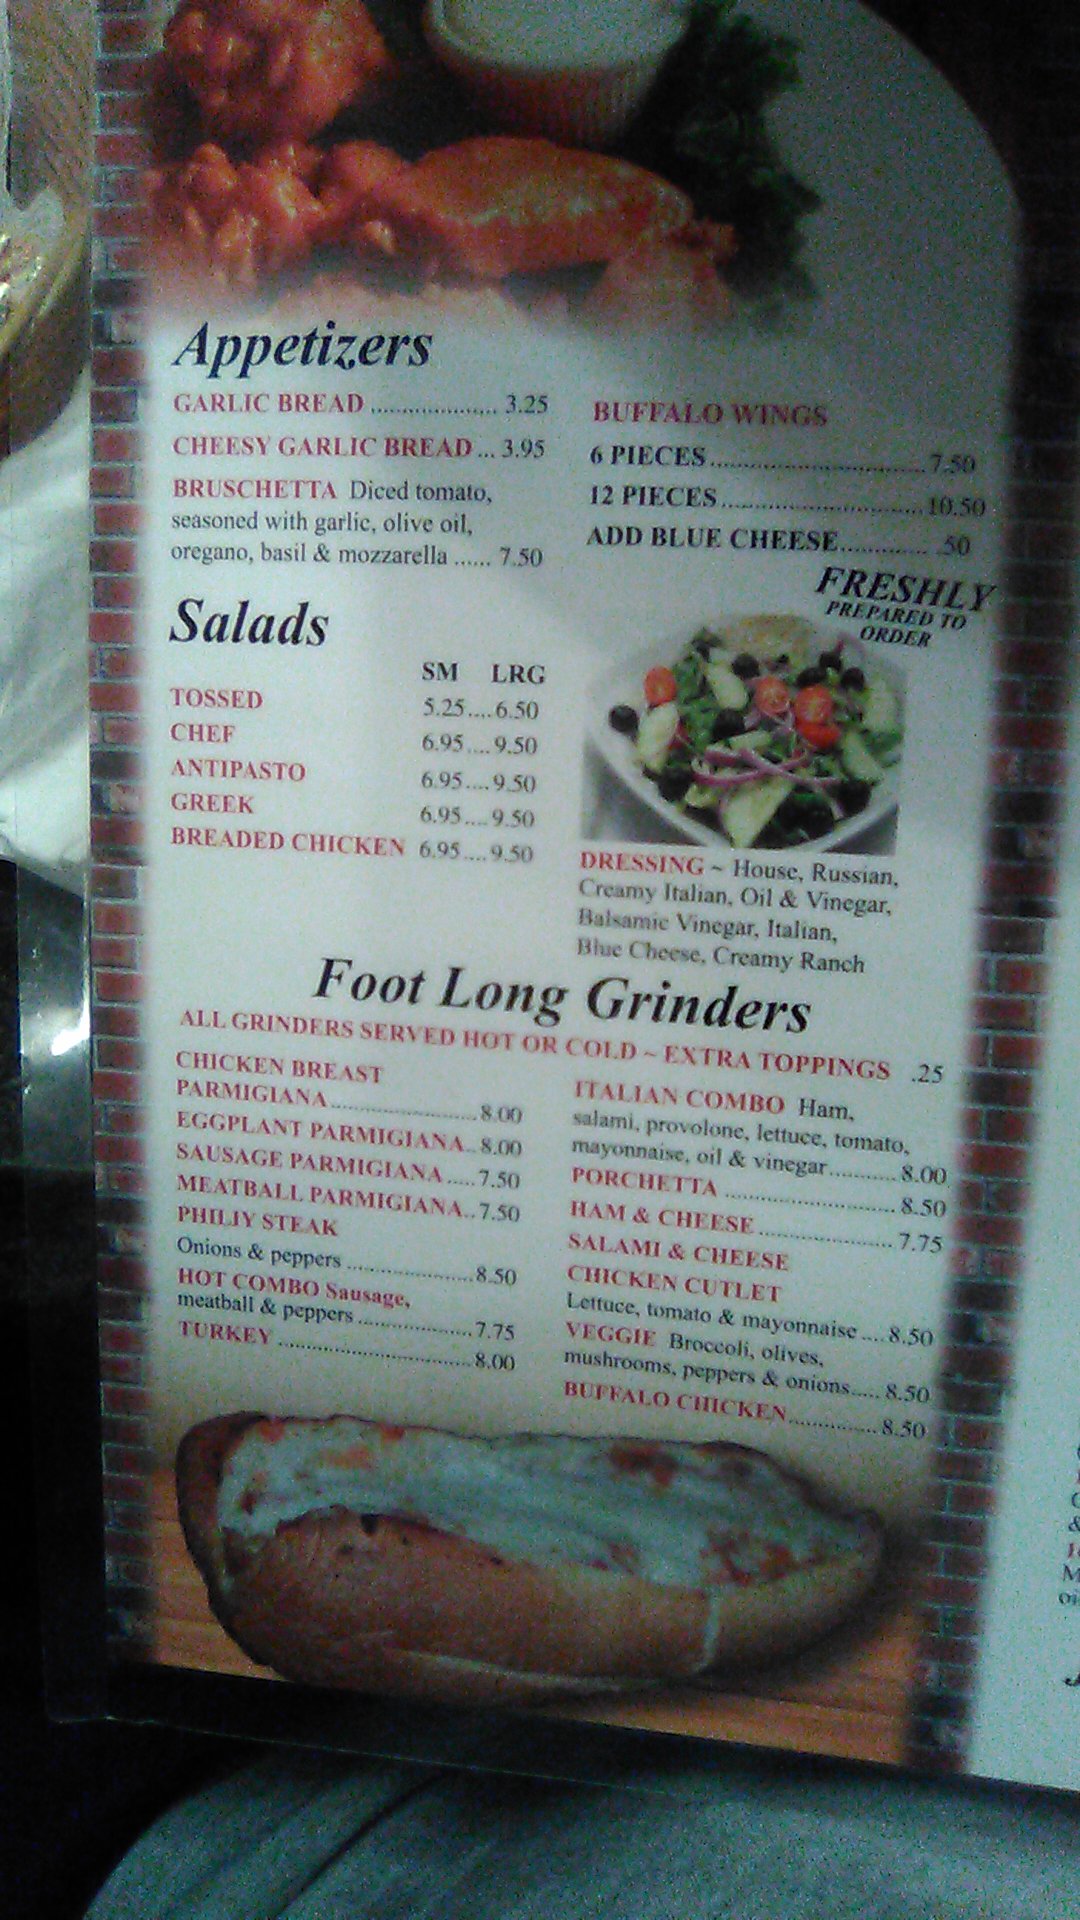 Appetizers
GARLIC BREAD ..................... 3.25
CHEESY GARLIC BREAD ... 3.95
BRUSCHETTA Diced tomato,
seasoned with garlic, olive oil,
oregano, basil & mozzarella ...... 7.50
BUFFALO WINGS
6 PIECES ................................ 7.50
12 PIECES ............................... 10.50
ADD BLUE CHEESE .............. .50
FRESHLY
PREPARED TO
ORDER
Salads
SM LRG
TOSSED 5.25....6.50
CHEF 6.95....9.50
ANTIPASTO 6.95....9.50
GREEK 6.95....9.50
BREADED CHICKEN 6.95....9.50
DRESSING ~ House, Russian,
Creamy Italian, Oil & Vinegar,
Balsamic Vinegar, Italian,
Blue Cheese, Creamy Ranch
Foot Long Grinders
ALL GRINDERS SERVED HOT OR COLD ~ EXTRA TOPPINGS .25
CHICKEN BREAST
PARMIGIANA ........................ 8.00
EGGPLANT PARMIGIANA.. 8.00
SAUSAGE PARMIGIANA ..... 7.50
MEATBALL PARMIGIANA.. 7.50
PHILIY STEAK
Onions & peppers ..................... 8.50
HOT COMBO Sausage,
meatball & peppers ................... 7.75
TURKEY ................................ 8.00
ITALIAN COMBO Ham,
salami, provolone, lettuce, tomato,
mayonnaise, oil & vinegar ........... 8.00
PORCHETTA ............................ 8.50
HAM & CHEESE ...................... 7.75
SALAMI & CHEESE
CHICKEN CUTLET
Lettuce, tomato & mayonnaise .... 8.50
VEGGIE Broccoli, olives,
mushrooms, peppers & onions ..... 8.50
BUFFALO CHICKEN .............. 8.50